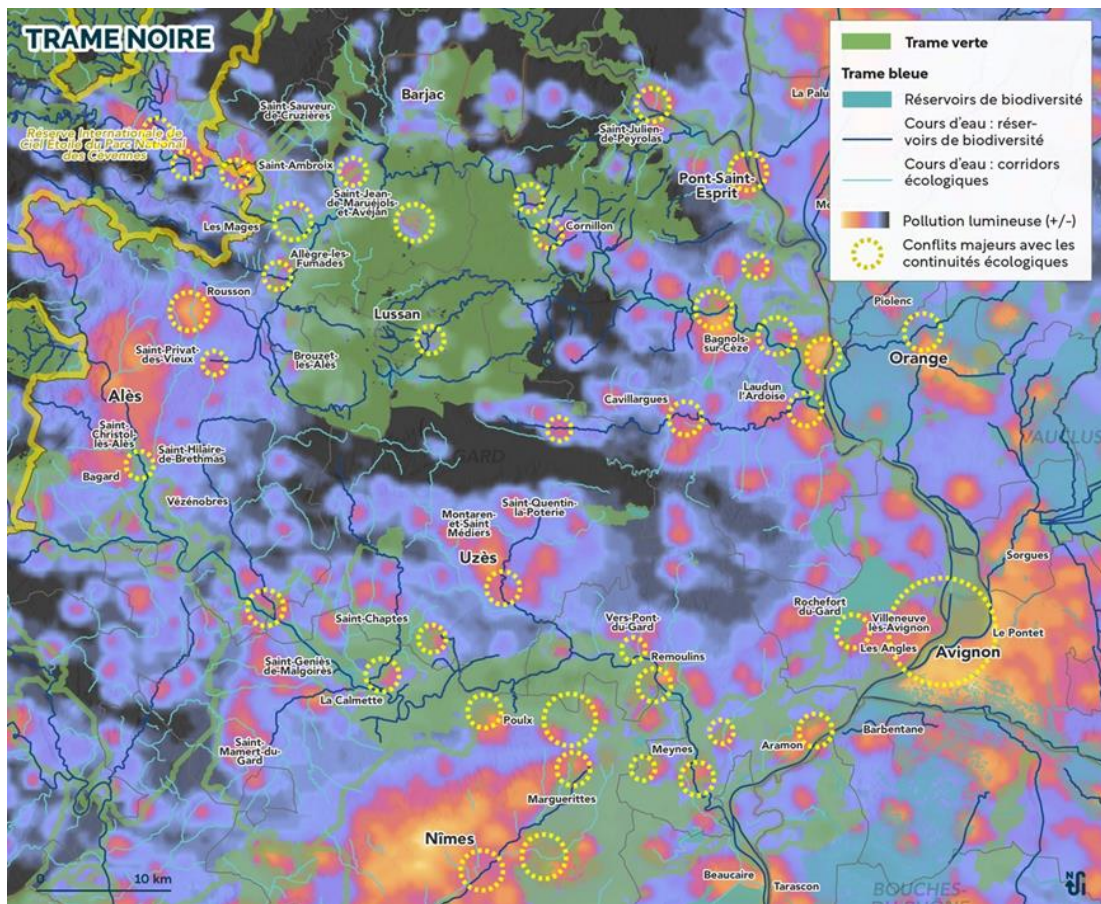 TRAME NOIRE
Trame verte
Trame bleue
Réservoirs de biodiversité
Cours d'eau : réser-
voirs de biodiversité
Cours d'eau : corridors
écologiques
Pollution lumineuse (+/-)
Conflits majeurs avec les
continuités écologiques
La Palu
Barjac
Saint-Sauveur-
de-Cruzières
Saint-Julien-
de-Peyrolas
Réserve Internationale de
Ciel Etoilé du Parc National
des Cévennes
Saint-Ambroix
Pont-Saint-
Esprit
Saint-Jean-
de-Maruéjols-
et-Avéjan
Les Mages
Cornillon
Allègre-les-
Fumades
Rousson
Piolenc
Lussan
Bagnols-
sur-Cèze
Orange
Saint-Privat-
des-Vieux
Brouzet-
les-Alès
Alès
Cavillargues
Laudun
l'Ardoise
Saint-
Christol-
lès-Alès
Saint-Hilaire-
de-Brethmas
VAUCLUS
GARD
Bagard
Vézénobres
Saint-Quentin-
la-Poterie
Montaren-
et-Saint
Médiers
Uzès
Sorgues
Rochefort
du-Gard
Villeneuve
lès-Avignon
Saint-Chaptes
Vers-Pont-
du-Gard
Le Pontet
Les Angles
Avignon
Remoulins
Saint-Geniès
de-Malgoires
La Calmette
Poulx
Barbentane
Aramon
Saint-
Mamert-du-
Gard
Meynes
Marguerittes
Nîmes
Beaucaire
Tarascon
BOUCHES-
DU-RHÔNE
0 10 km
N